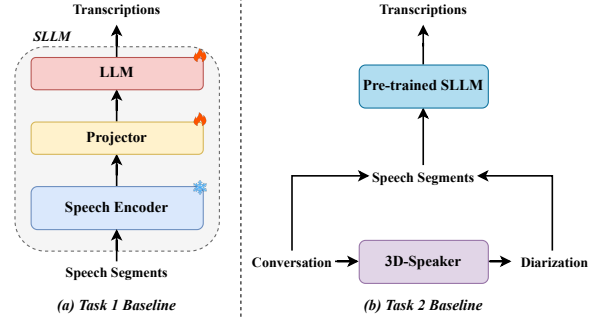 Transcriptions
SLLM
LLM
Projector
Speech Encoder
Speech Segments
(a) Task 1 Baseline
Transcriptions
Pre-trained SLLM
Speech Segments
Conversation
3D-Speaker
Diarization
(b) Task 2 Baseline